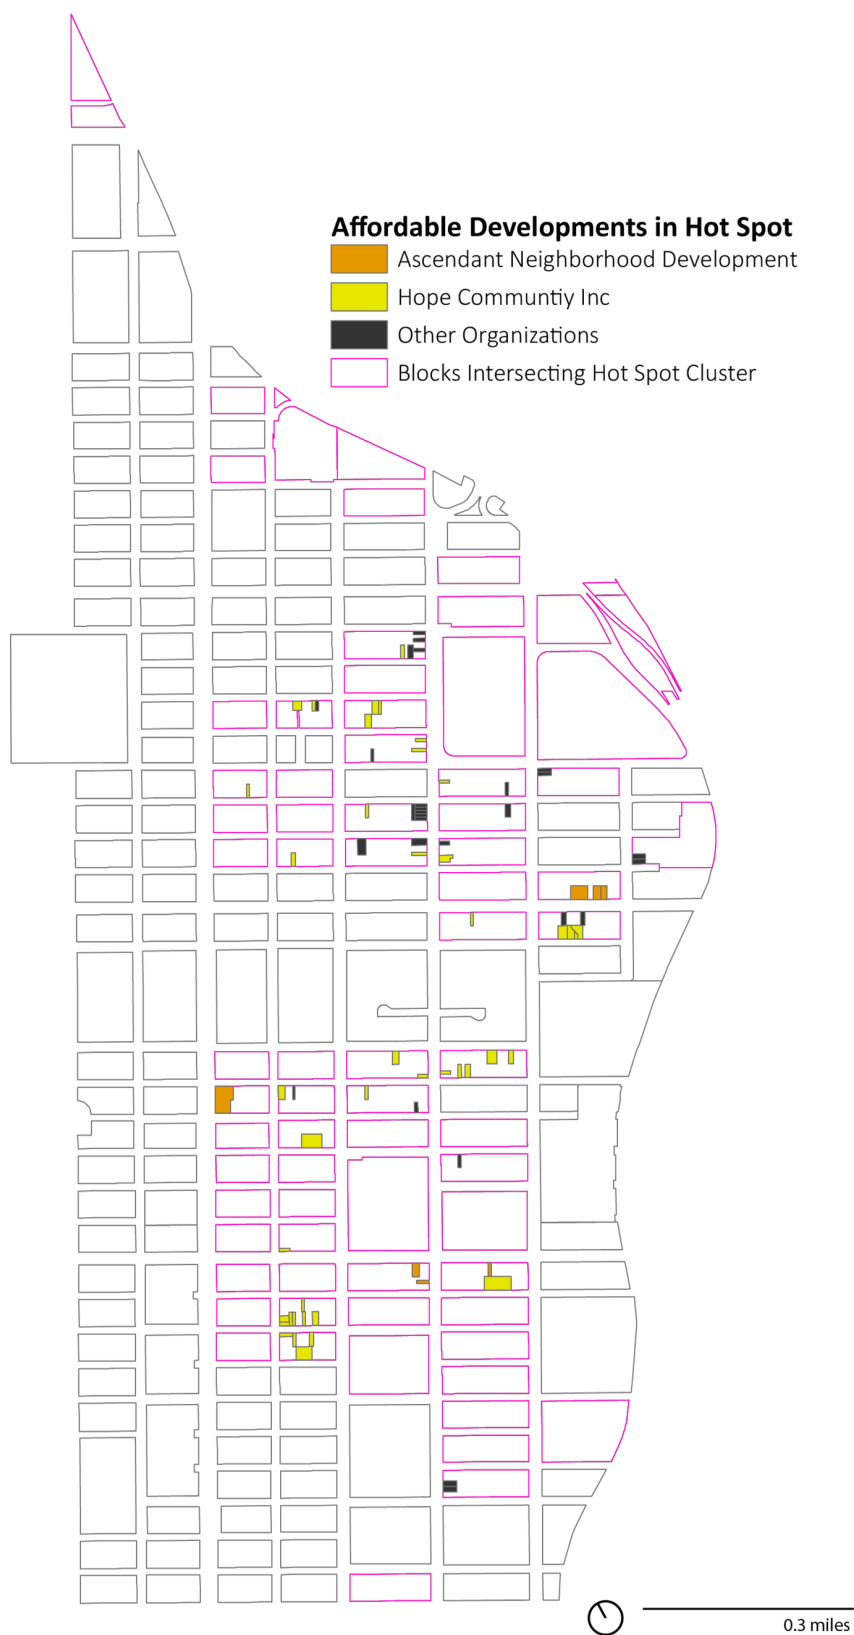 Affordable Developments in Hot Spot
Ascendant Neighborhood Development
Hope Communtiy Inc
Other Organizations
Blocks Intersecting Hot Spot Cluster
0.3 miles